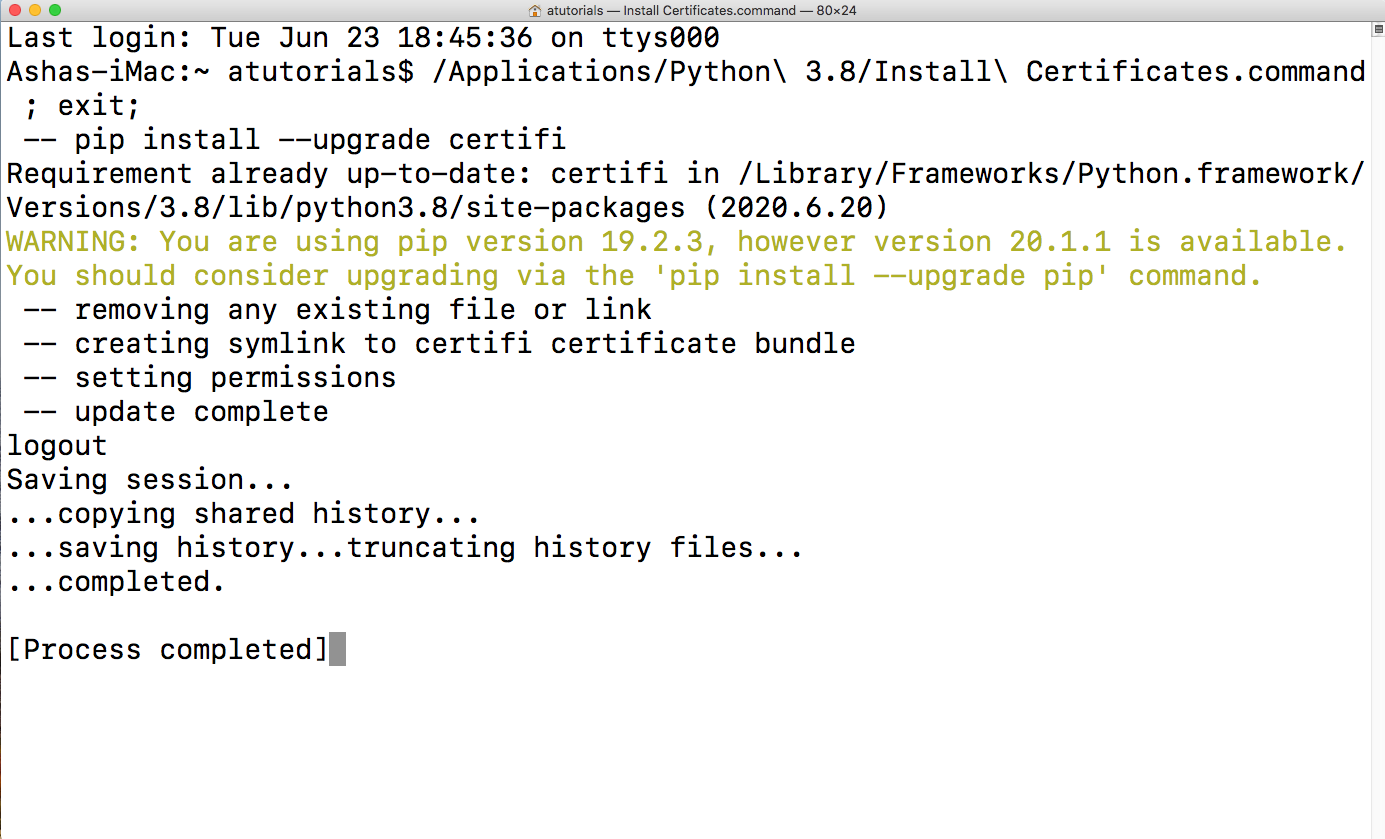 atutorials — Install Certificates.command — 80×24
Last login: Tue Jun 23 18:45:36 on ttys000
Ashas-iMac:~ atutorials$ /Applications/Python\ 3.8/Install\ Certificates.command
 ; exit;
 -- pip install --upgrade certifi
Requirement already up-to-date: certifi in /Library/Frameworks/Python.framework/
Versions/3.8/lib/python3.8/site-packages (2020.6.20)
WARNING: You are using pip version 19.2.3, however version 20.1.1 is available.
You should consider upgrading via the 'pip install --upgrade pip' command.
 -- removing any existing file or link
 -- creating symlink to certifi certificate bundle
 -- setting permissions
 -- update complete
logout
Saving session...
...copying shared history...
...saving history...truncating history files...
...completed.

[Process completed]